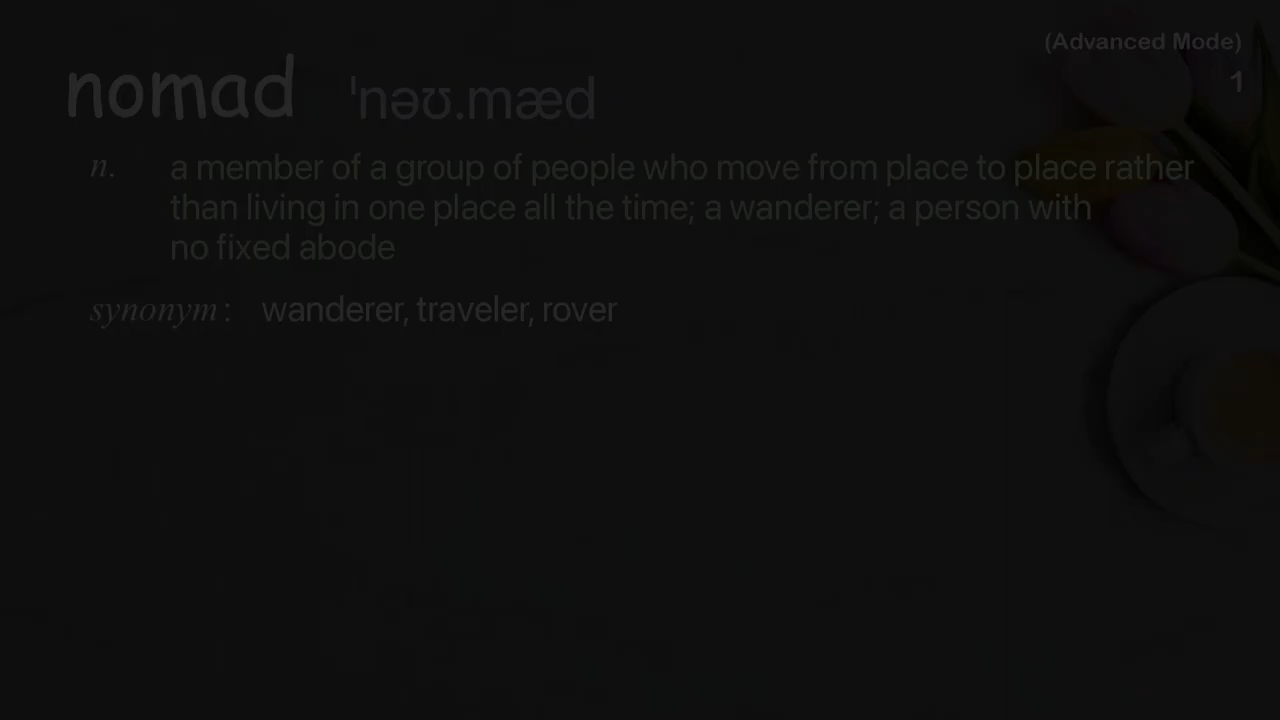 (Advanced Mode)
1
nomad ˈnəʊ.mæd
n. a member of a group of people who move from place to place rather
than living in one place all the time; a wanderer; a person with
no fixed abode
synonym : wanderer, traveler, rover